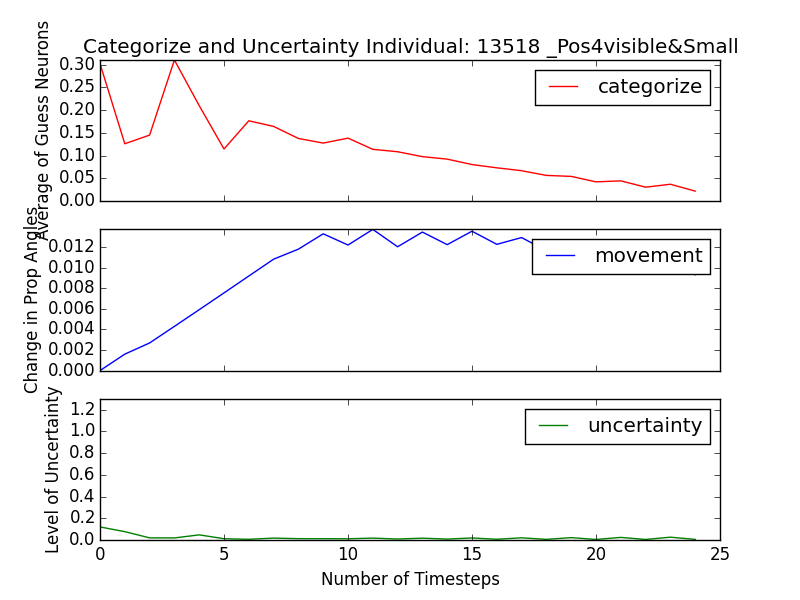 Categorize and Uncertainty Individual: 13518 _Pos4visible&Small
Average of Guess Neurons
0.30
0.25
0.20
0.15
0.10
0.05
0.00
categorize
Change in Prop Angles
0.012
0.010
0.008
0.006
0.004
0.002
0.000
movement
Level of Uncertainty
1.2
1.0
0.8
0.6
0.4
0.2
0.0
uncertainty
0 5 10 15 20 25
Number of Timesteps